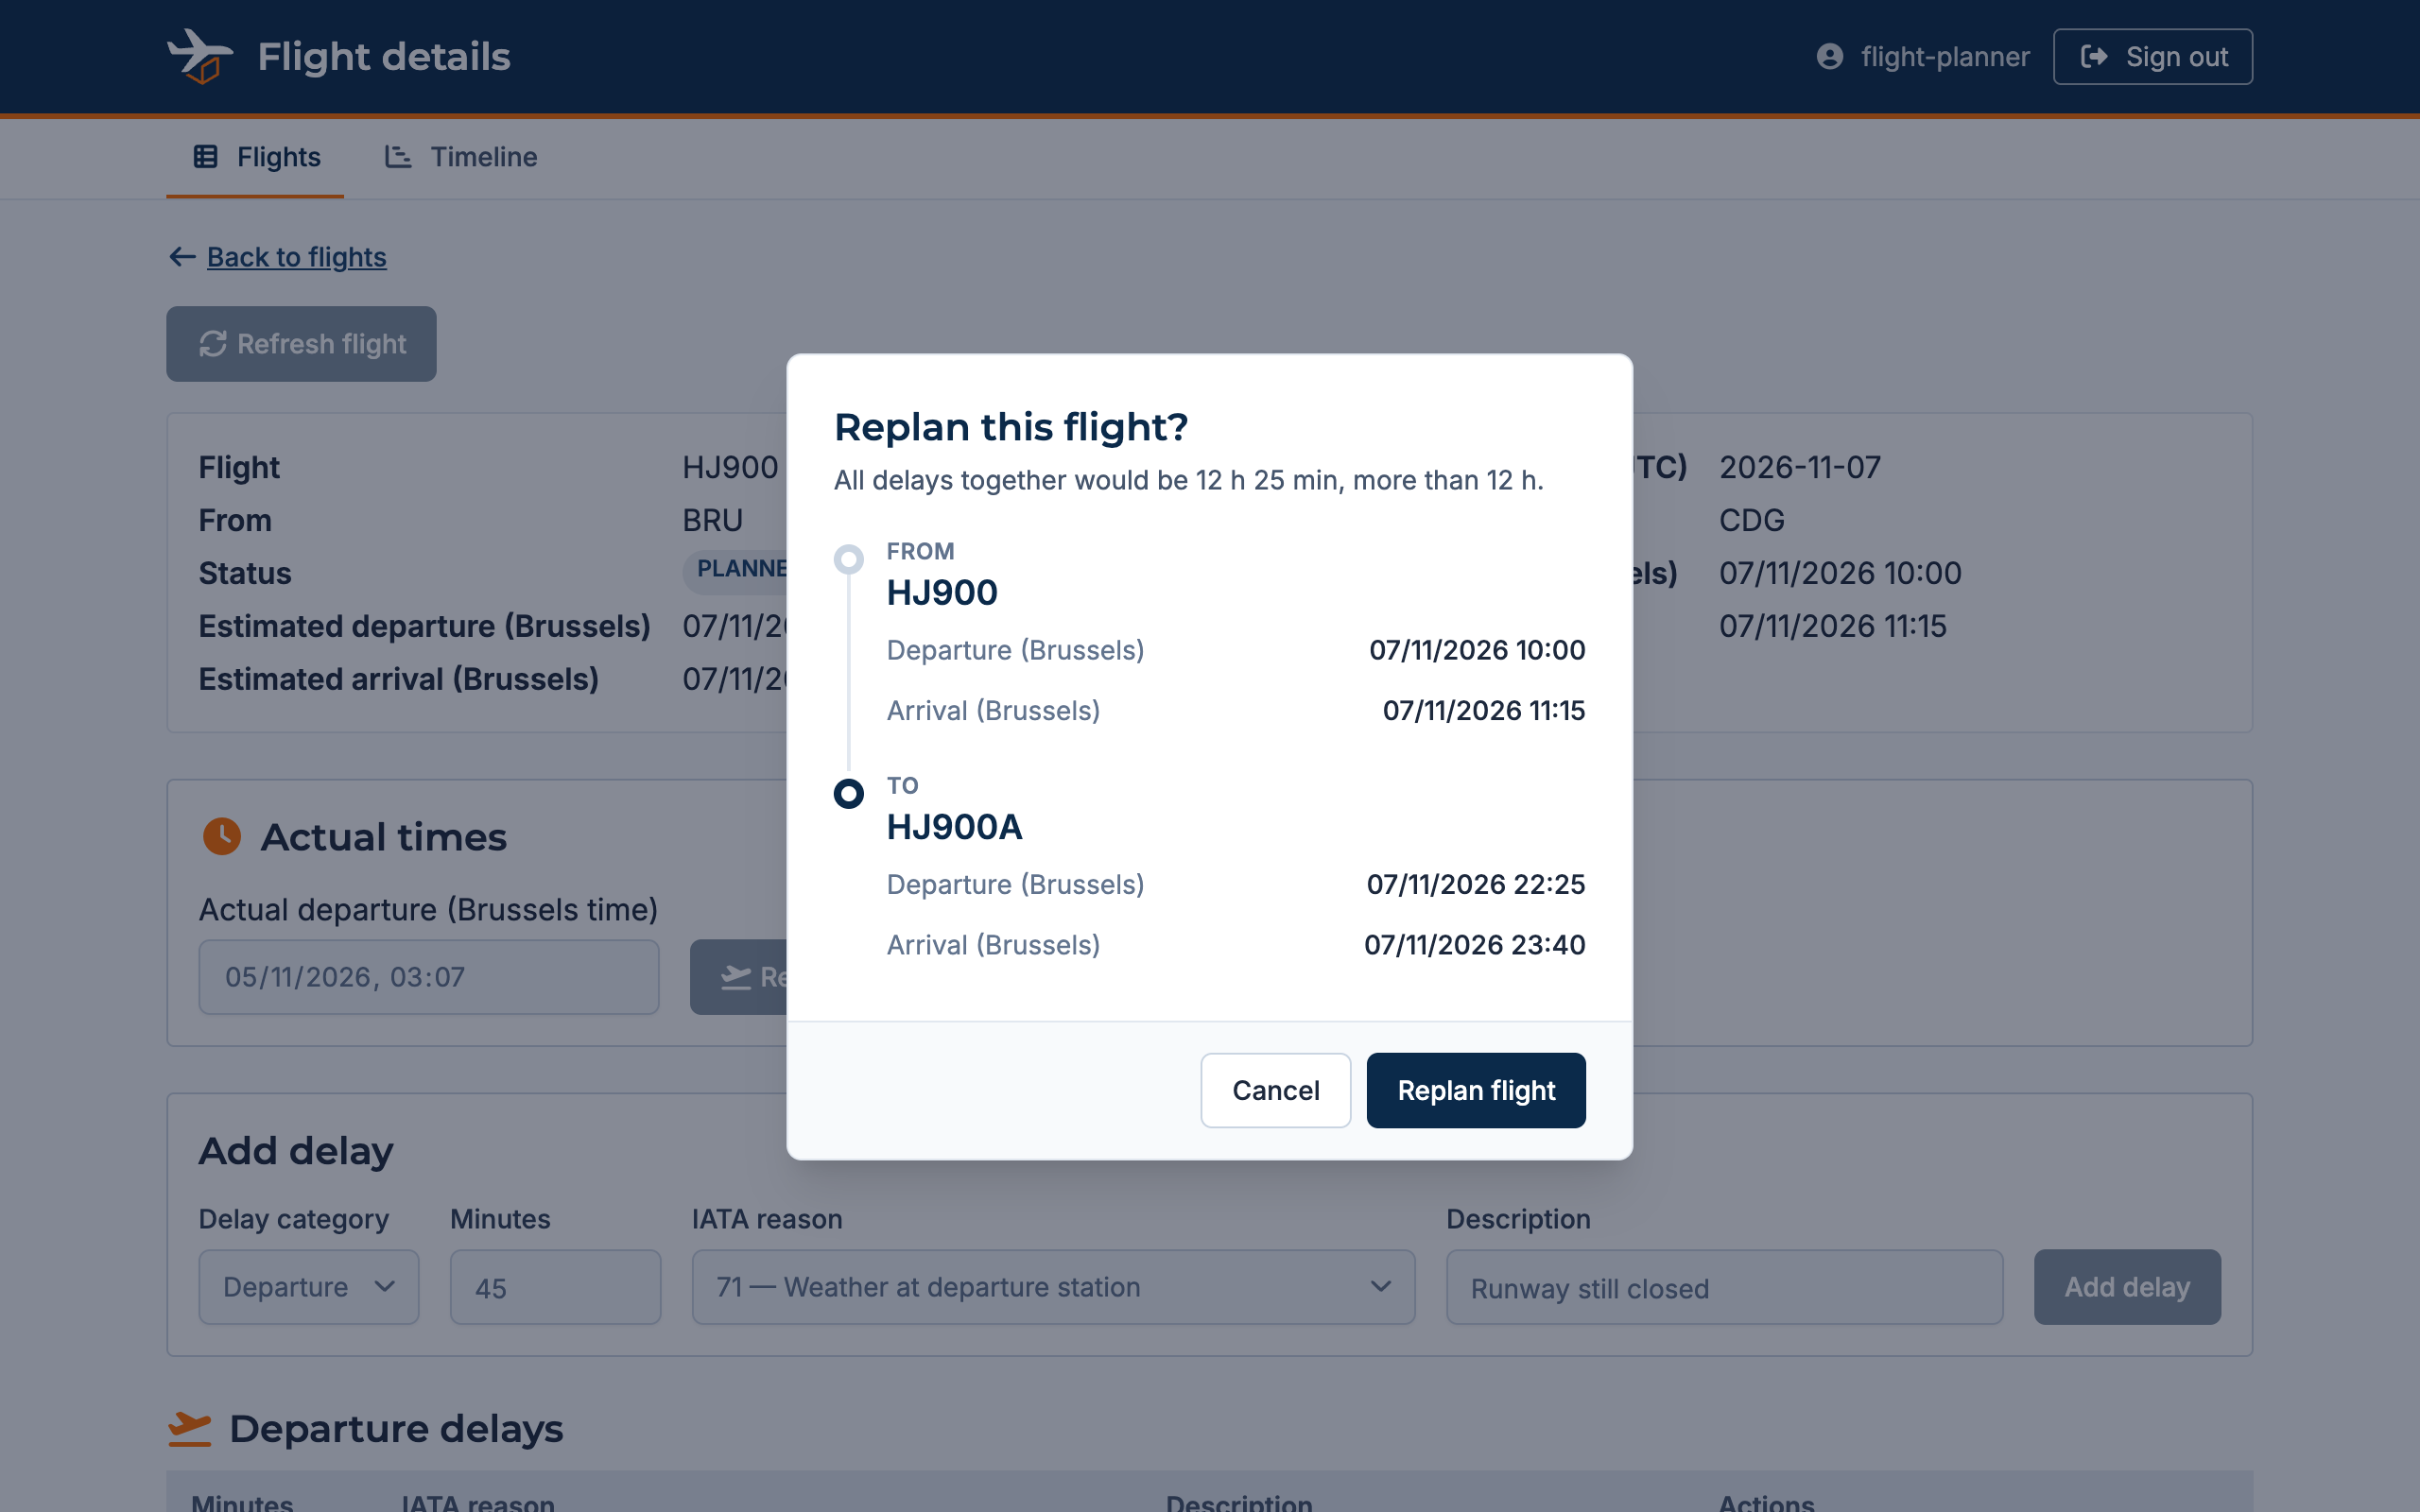 Flight details
flight-planner
Sign out
Flights
Timeline
Back to flights
Refresh flight
Flight
HJ900
2026-11-07
From
BRU
CDG
Status
07/11/2026 10:00
Estimated departure (Brussels)
07/11/2026 11:15
Estimated arrival (Brussels)
Replan this flight?
All delays together would be 12 h 25 min, more than 12 h.
FROM
HJ900
Departure (Brussels) 07/11/2026 10:00
Arrival (Brussels) 07/11/2026 11:15
TO
HJ900A
Departure (Brussels) 07/11/2026 22:25
Arrival (Brussels) 07/11/2026 23:40
Cancel
Replan flight
Actual times
Actual departure (Brussels time)
05/11/2026, 03:07
Add delay
Delay category Minutes IATA reason Description
Departure 45 71 — Weather at departure station Runway still closed Add delay
Departure delays
Minutes IATA reason Description Actions